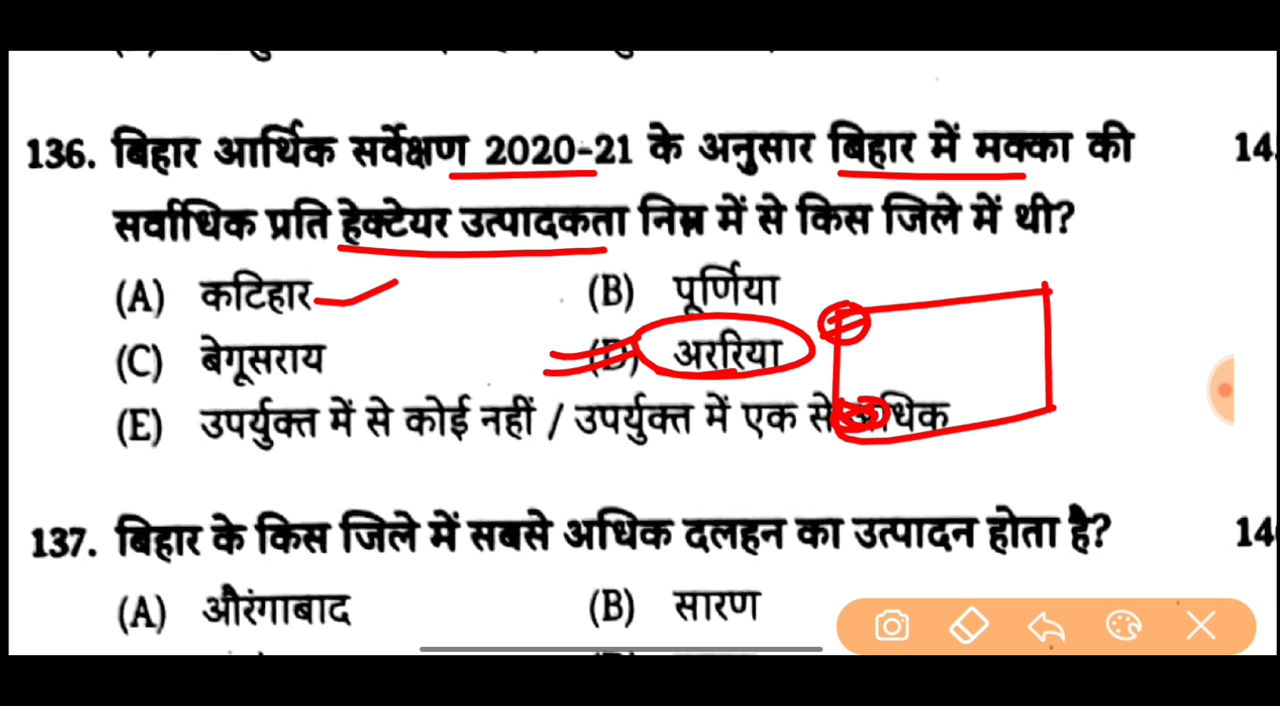 136. बिहार आर्थिक सर्वेक्षण 2020-21 के अनुसार बिहार में मक्का की
सर्वाधिक प्रति हेक्टेयर उत्पादकता निम्न में से किस जिले में थी?
(A) कटिहार (B) पूर्णिया
(C) बेगूसराय (D) अररिया
(E) उपर्युक्त में से कोई नहीं / उपर्युक्त में एक से अधिक
137. बिहार के किस जिले में सबसे अधिक दलहन का उत्पादन होता है?
(A) औरंगाबाद (B) सारण